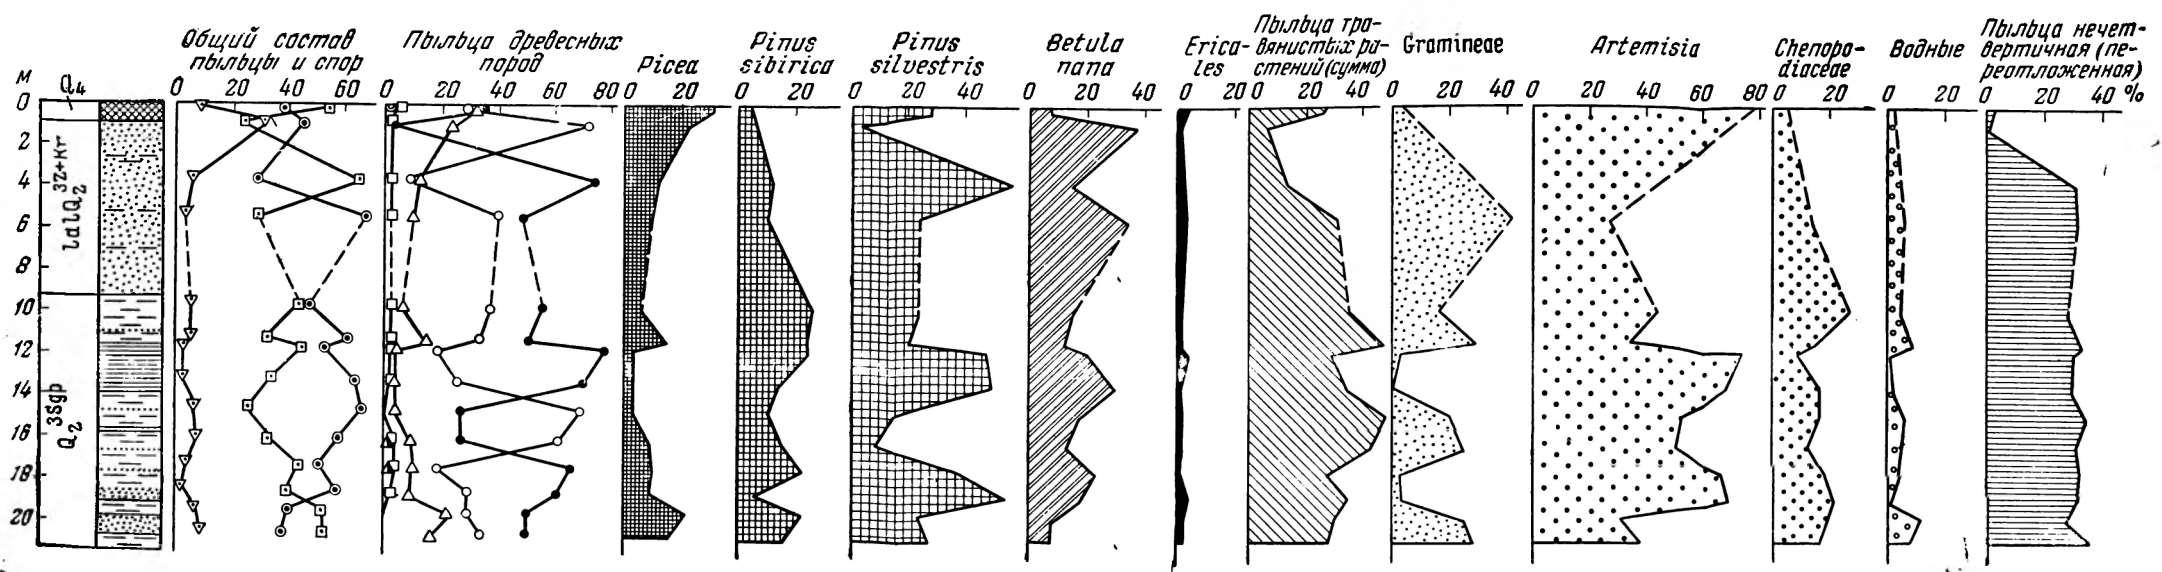 Общий состав
пыльцы и спор
Пыльца древесных
пород
Picea
Pinus
sibirica
Pinus
silvestris
Betula
nana
Erica-
les
Пыльца тра-
вянистых ра-
стений (сумма)
Gramineae
Artemisia
Chenopo-
diaceae
Водные
Пыльца нечет-
вертичная (пе-
реотложенная)
м
Q4
0 20 40 60
0 20 40 60 80
0 20
0 20
0 20 40
0 20 40
0 20
0 20 40
0 20 40
0 20 40 60 80
0 20
0 20
0 20 40 %
0
2
4
6
8
10
12
14
16
18
20
lalQ2 3Z+Kr
Q2 3Sgp